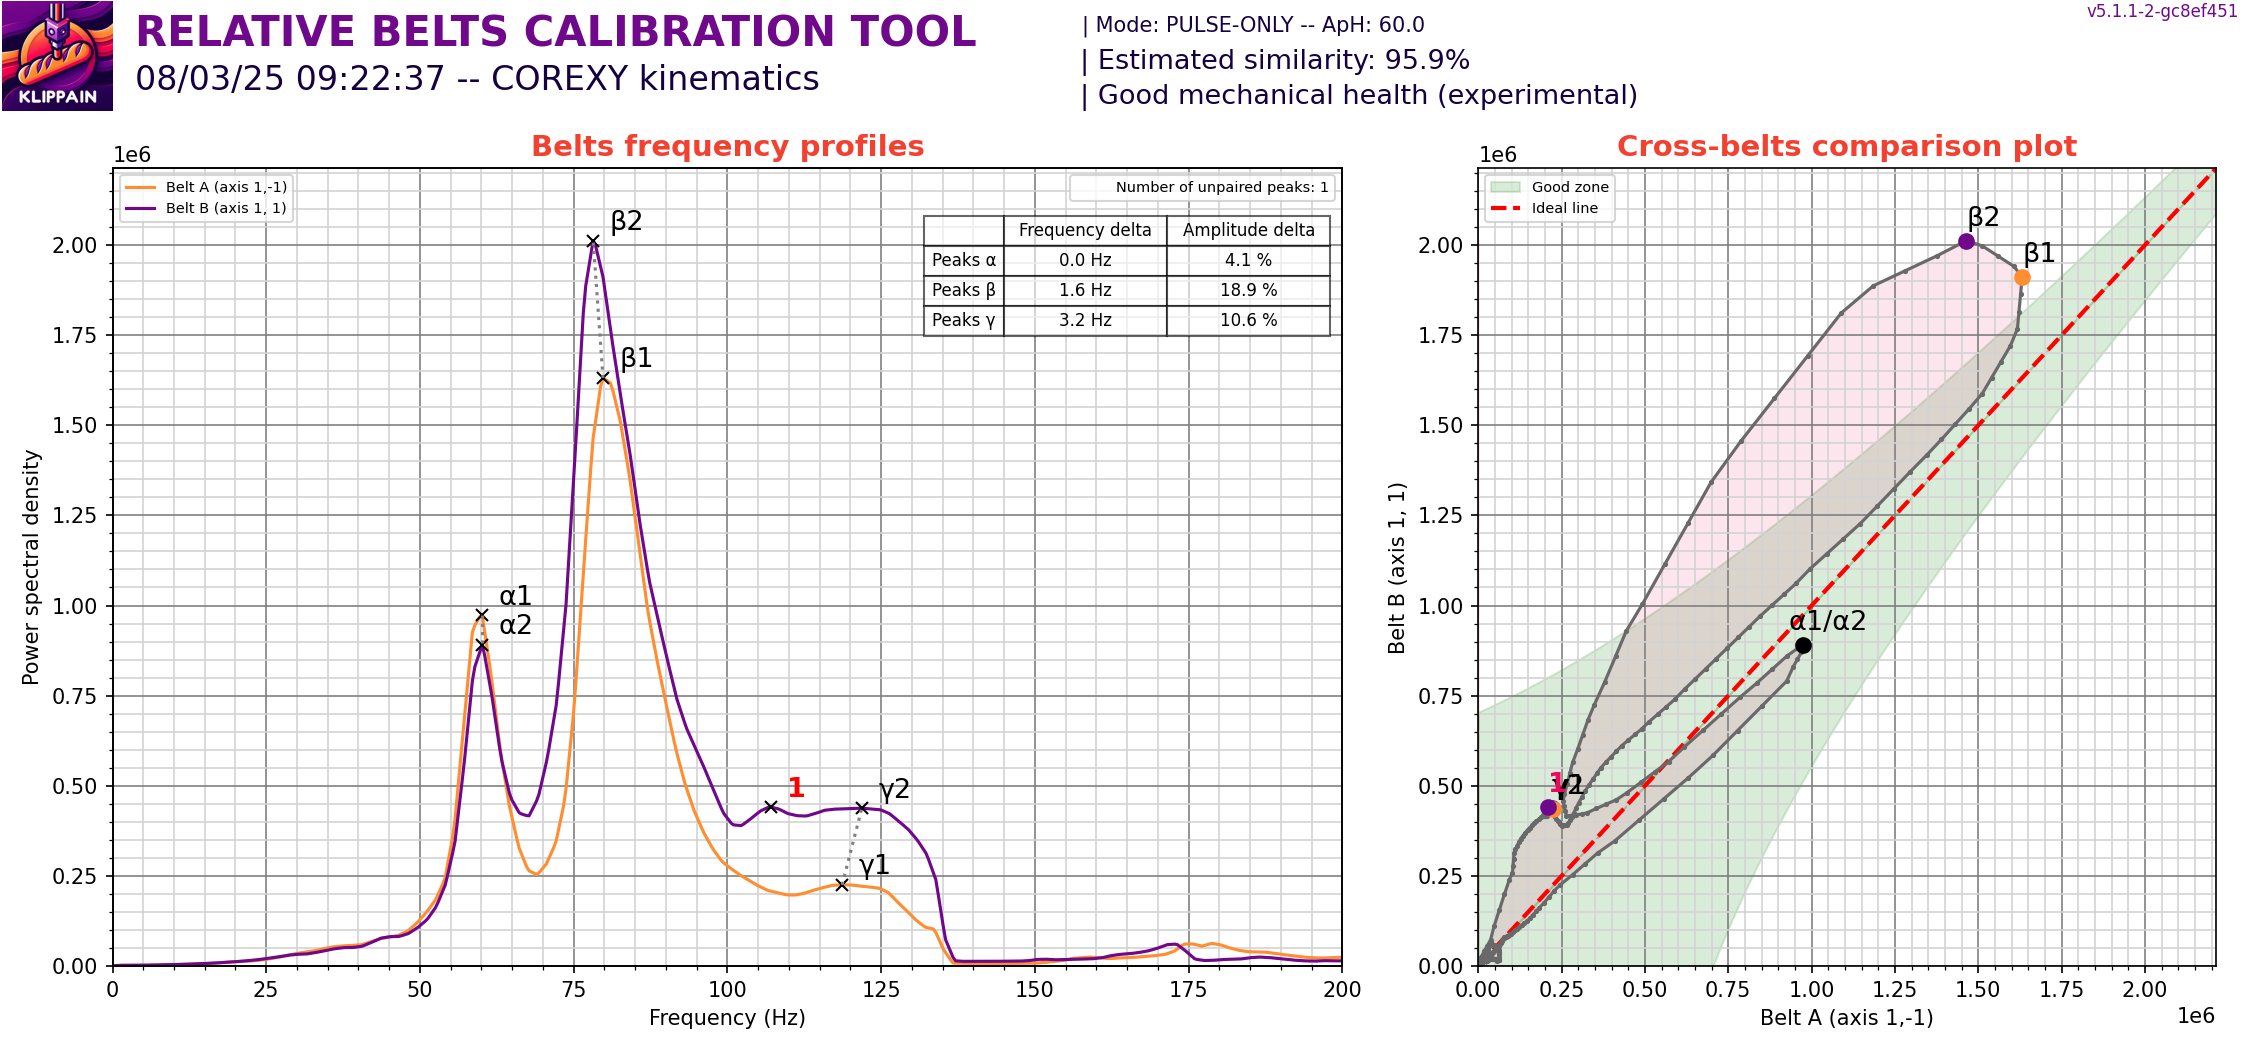 KLIPPAIN
RELATIVE BELTS CALIBRATION TOOL
08/03/25 09:22:37 -- COREXY kinematics
| Mode: PULSE-ONLY -- ApH: 60.0
| Estimated similarity: 95.9%
| Good mechanical health (experimental)
v5.1.1-2-gc8ef451
Belts frequency profiles
1e6
Belt A (axis 1,-1)
Belt B (axis 1, 1)
Number of unpaired peaks: 1
Frequency delta Amplitude delta
Peaks α 0.0 Hz 4.1 %
Peaks β 1.6 Hz 18.9 %
Peaks γ 3.2 Hz 10.6 %
β2
β1
α1
α2
1
γ2
γ1
2.00
1.75
1.50
1.25
1.00
0.75
0.50
0.25
0.00
Power spectral density
0 25 50 75 100 125 150 175 200
Frequency (Hz)
Cross-belts comparison plot
1e6
Good zone
Ideal line
β2
β1
α1/α2
1
γ2
2.00
1.75
1.50
1.25
1.00
0.75
0.50
0.25
0.00
Belt B (axis 1, 1)
0.00 0.25 0.50 0.75 1.00 1.25 1.50 1.75 2.00
Belt A (axis 1,-1)
1e6